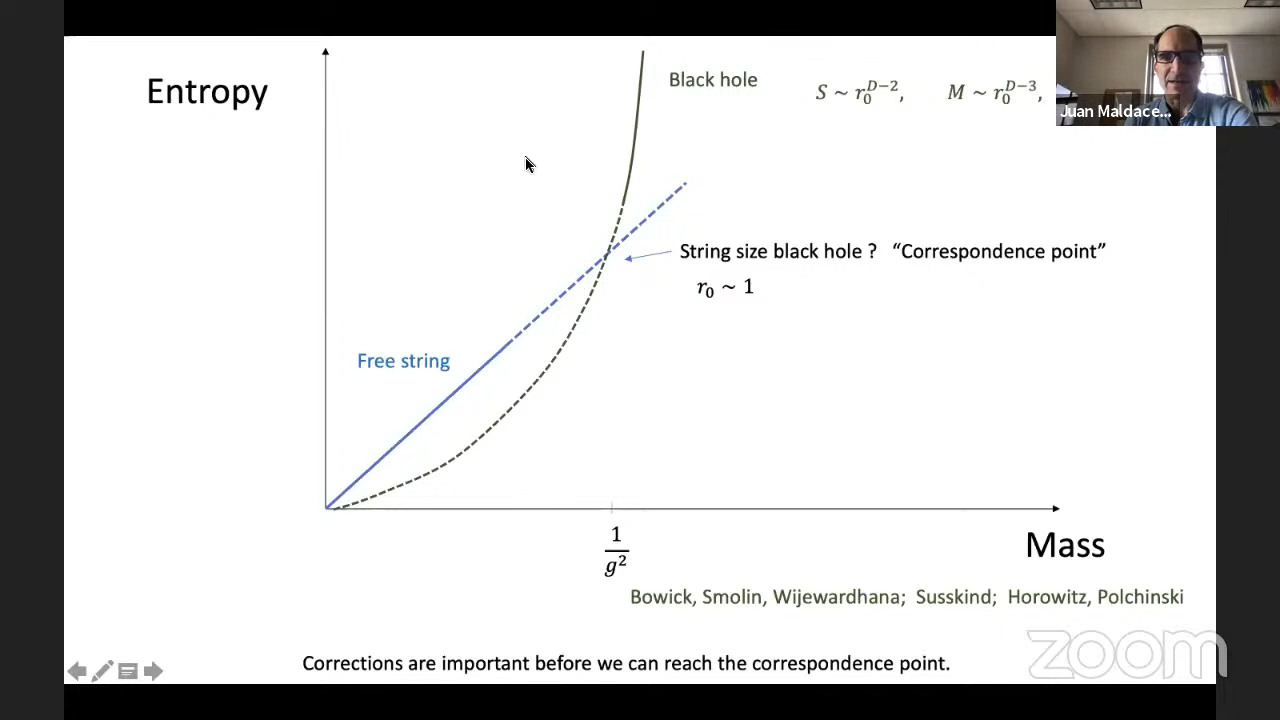 Entropy
Black hole
S ~ r₀^{D−2},   M ~ r₀^{D−3},
Juan Maldace...
String size black hole ?   “Correspondence point”
r₀ ~ 1
Free string
1/g²
Mass
Bowick, Smolin, Wijewardhana;  Susskind;  Horowitz, Polchinski
zoom
Corrections are important before we can reach the correspondence point.